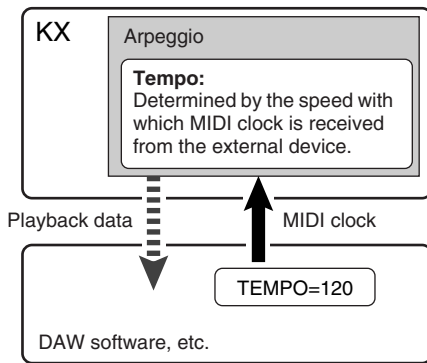 KX
Arpeggio
Tempo:
Determined by the speed with
which MIDI clock is received
from the external device.
Playback data
MIDI clock
TEMPO=120
DAW software, etc.